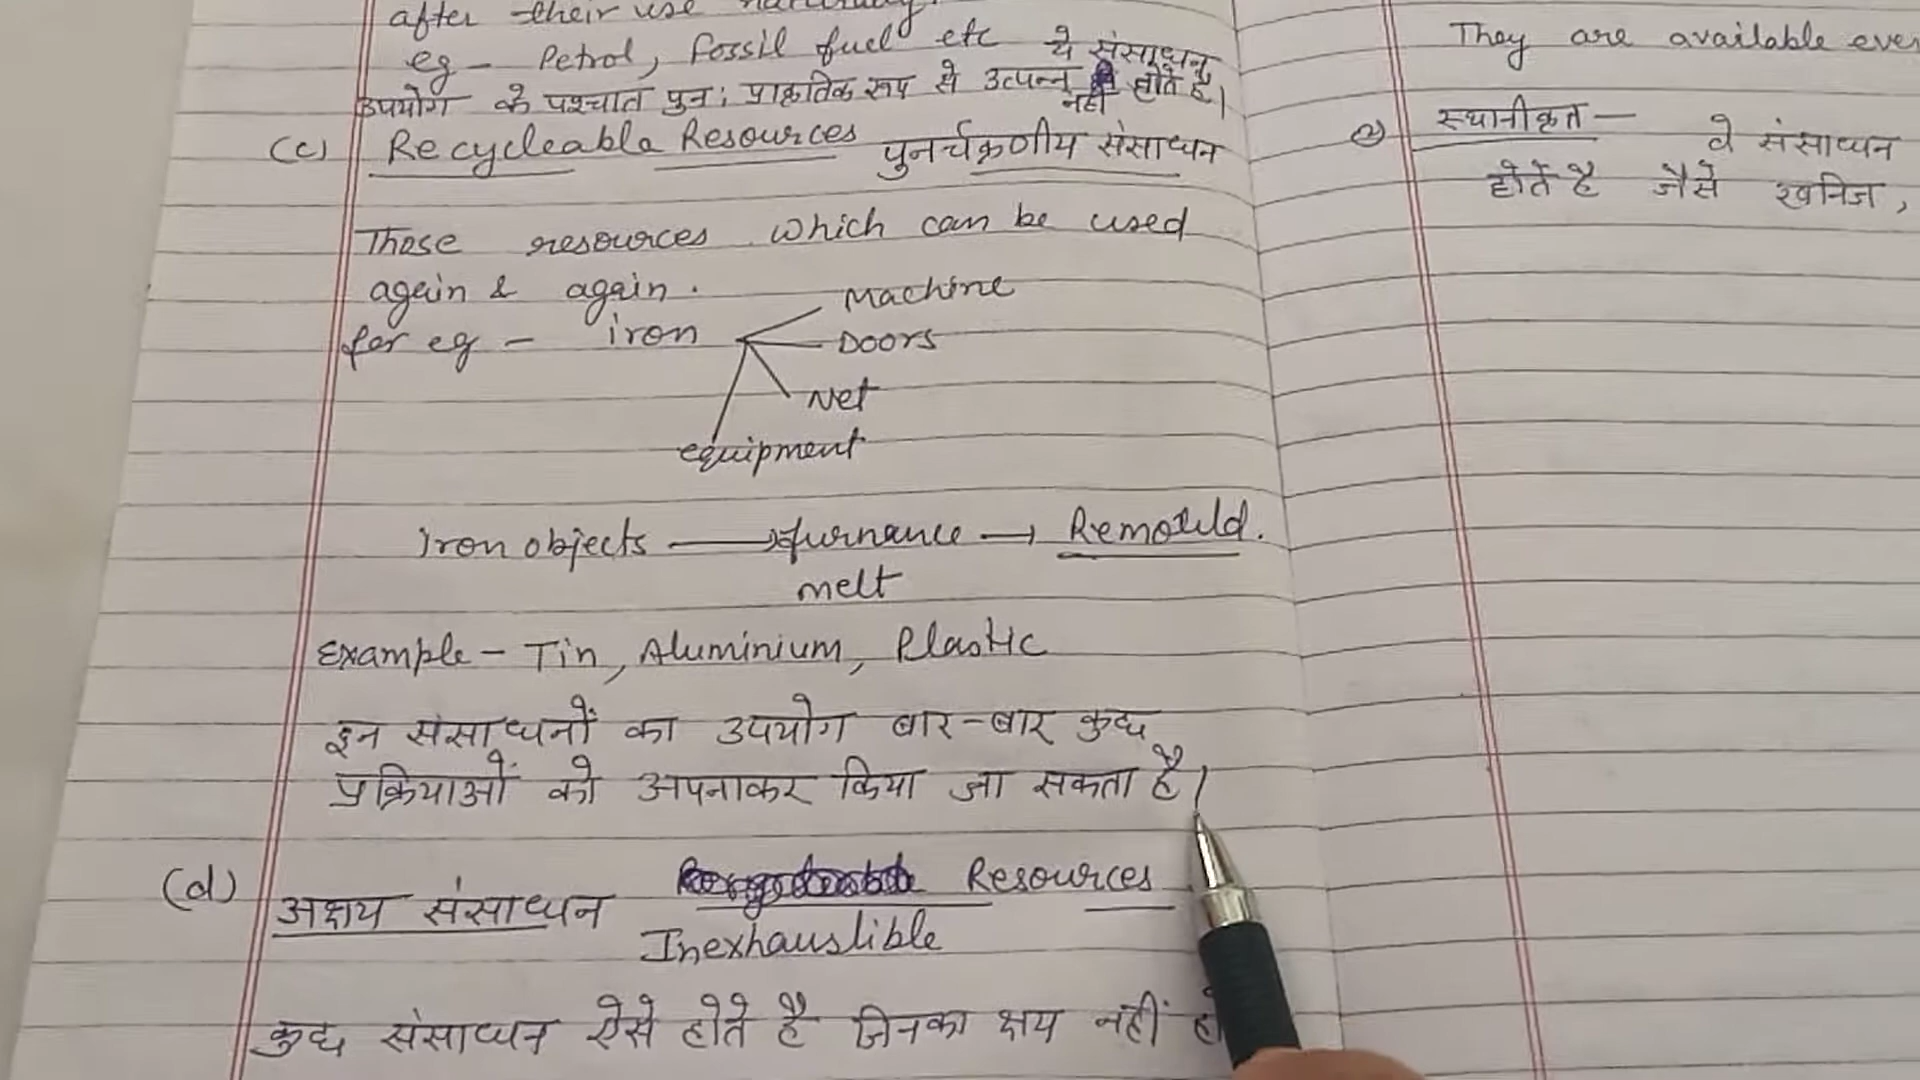 after their use naturally.
eg - Petrol, fossil fuel etc ये संसाधन
उपयोग के पश्चात पुनः प्राकृतिक रूप से उत्पन्न नहीं होते है।
(c) Recycleable Resources पुनर्चक्रणीय संसाधन
Those resources which can be used
again & again.
for eg - iron
Machine
Doors
Net
equipment
Iron objects → furnance → Remould.
melt
Example - Tin, Aluminium, Plastic
इन संसाधनों का उपयोग बार-बार कुछ
प्रक्रियाओं को अपनाकर किया जा सकता है।
(d) अक्षय संसाधन Resources
Inexhaustible
कुछ संसाधन ऐसे होते है जिनका क्षय नहीं
They are available
स्थानीकृत — वे संसाधन
होते है जैसे खनिज,